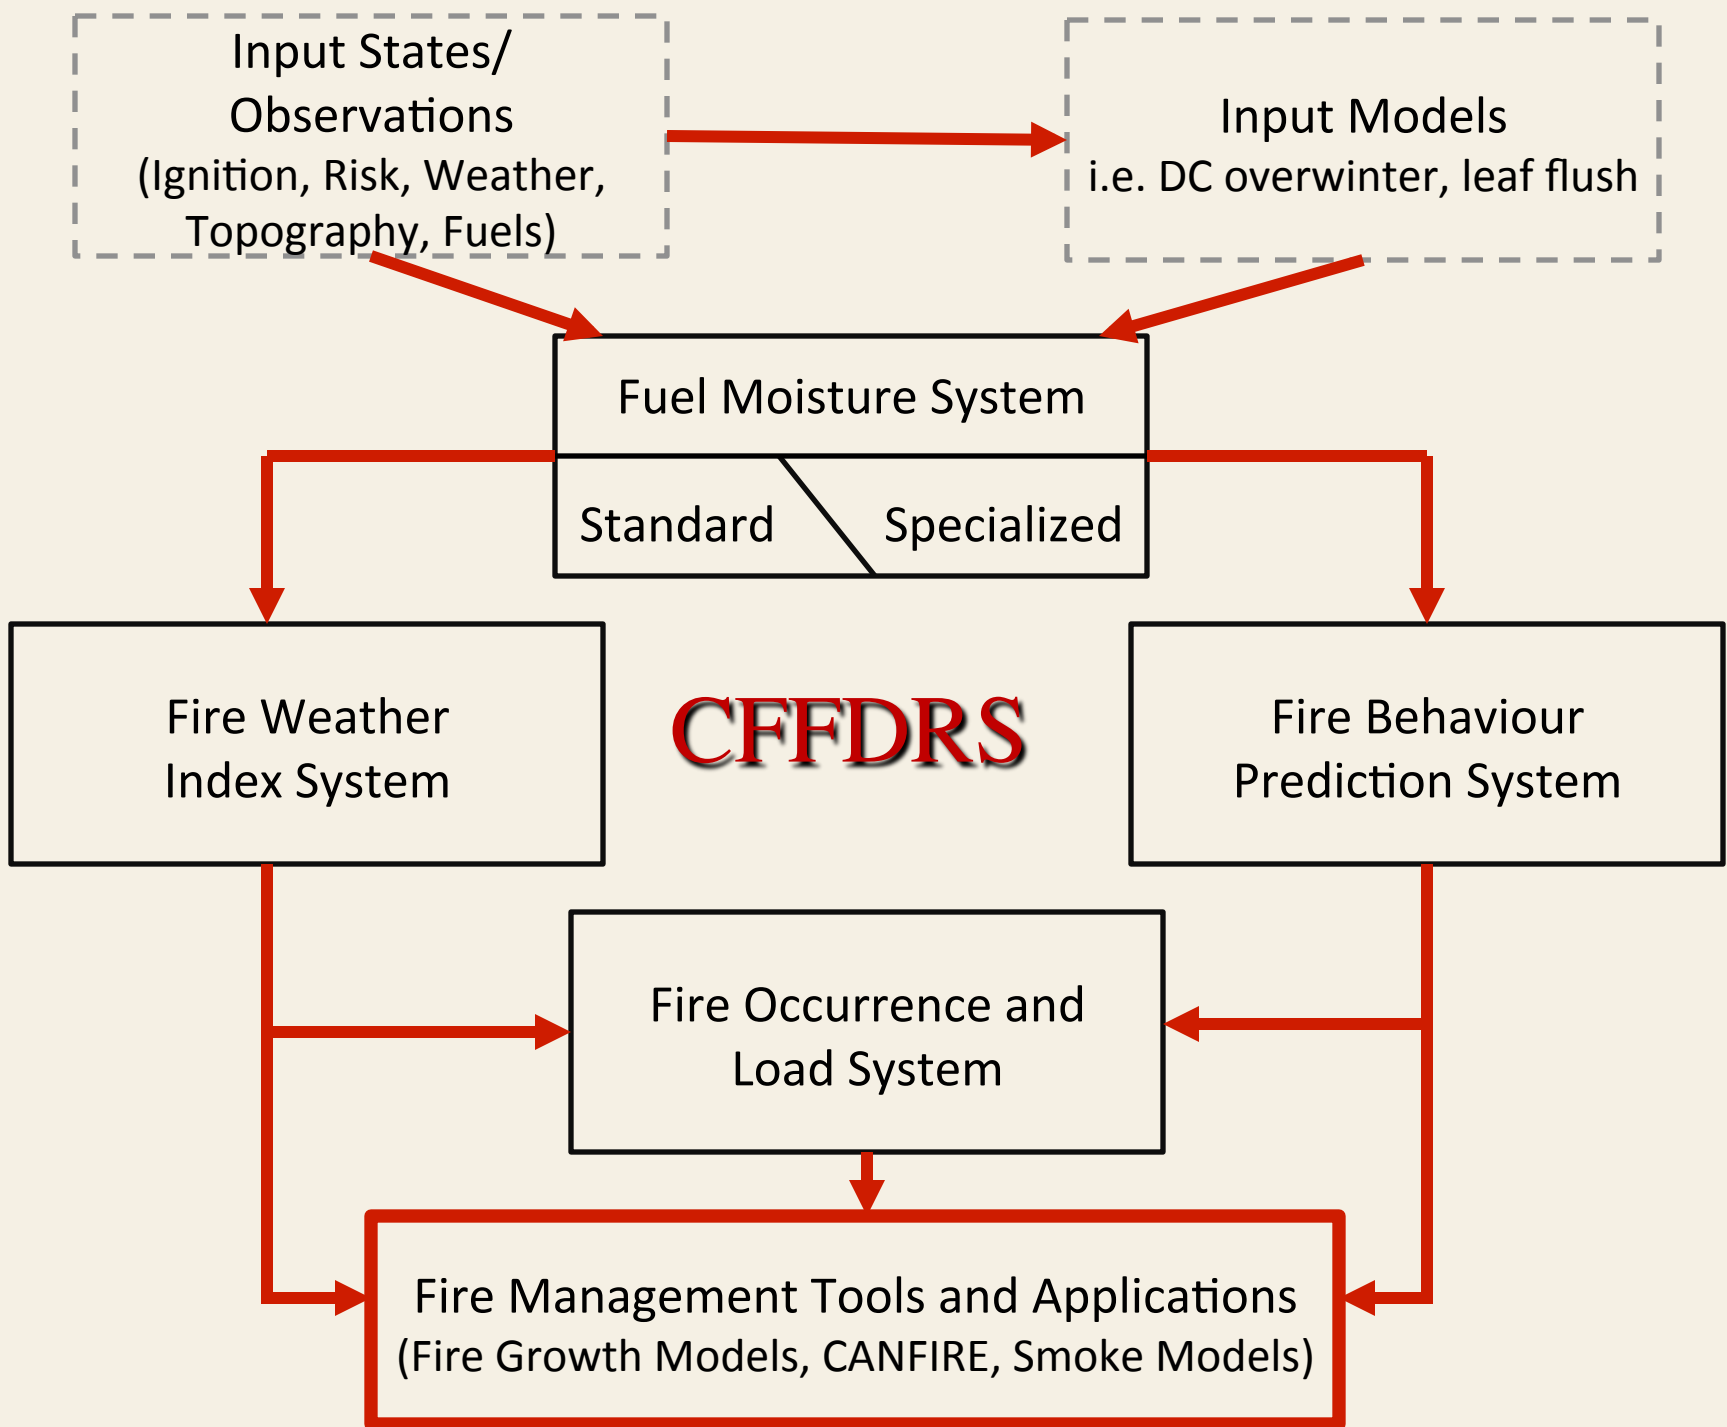 Input States/
Observations
(Ignition, Risk, Weather,
Topography, Fuels)
Input Models
i.e. DC overwinter, leaf flush
Fuel Moisture System
Standard
Specialized
Fire Weather
Index System
CFFDRS
Fire Behaviour
Prediction System
Fire Occurrence and
Load System
Fire Management Tools and Applications
(Fire Growth Models, CANFIRE, Smoke Models)